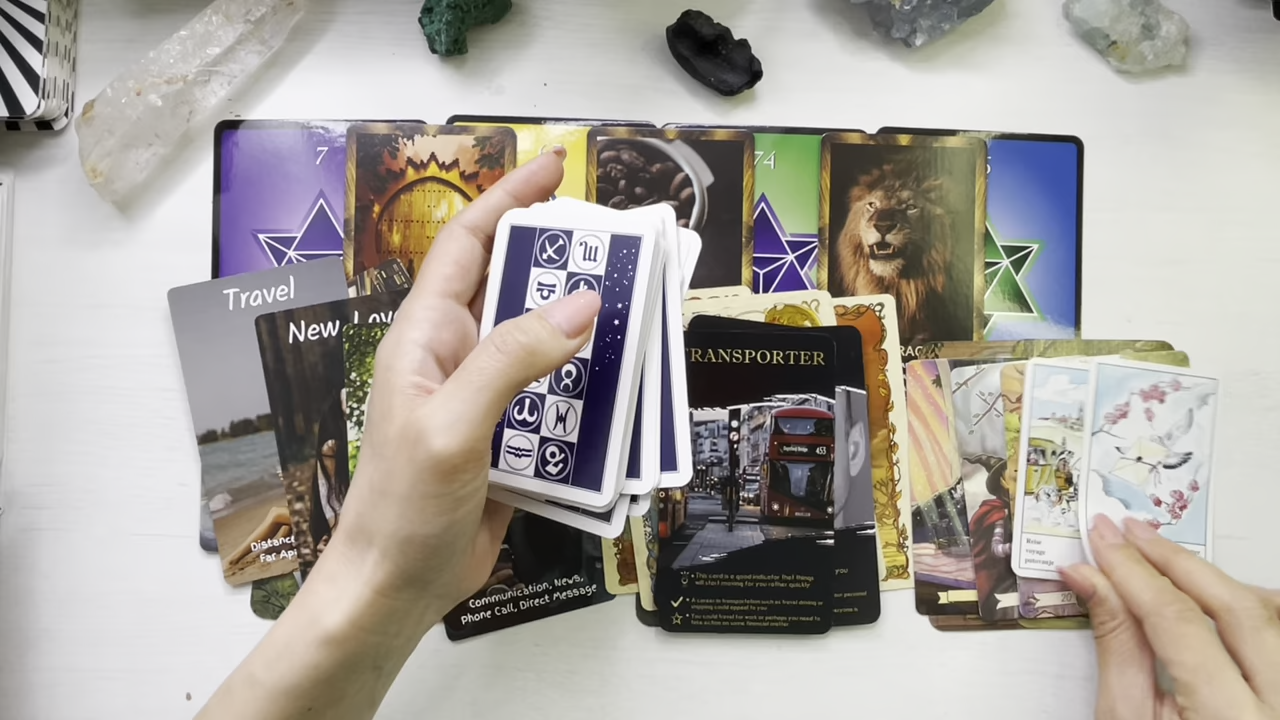 7
74
Travel
New Lov
TRANSPORTER
453
Distanc
Far Apa
Communication, News,
Phone Call, Direct Message
This card is a good indicator that things
will start moving for you rather quickly
A career in transportation such as travel driving or
shipping could appeal to you
You could travel for work or perhaps you need to
take action on some financial matter
you
voyage
20